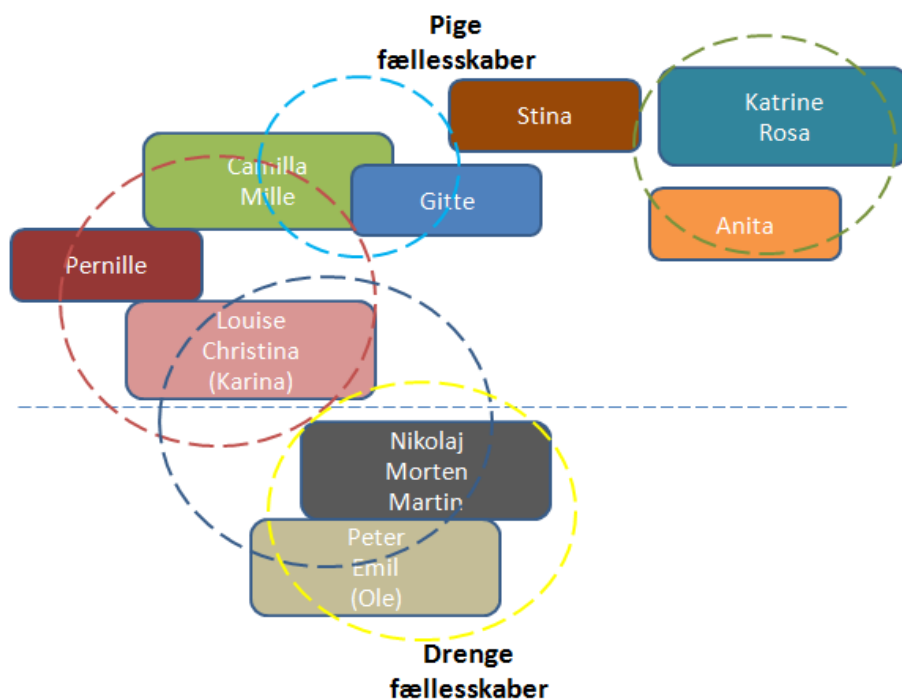 Pige
fællesskaber
Stina
Katrine
Rosa
Camilla
Mille
Gitte
Anita
Pernille
Louise
Christina
(Karina)
Nikolaj
Morten
Martin
Peter
Emil
(Ole)
Drenge
fællesskaber